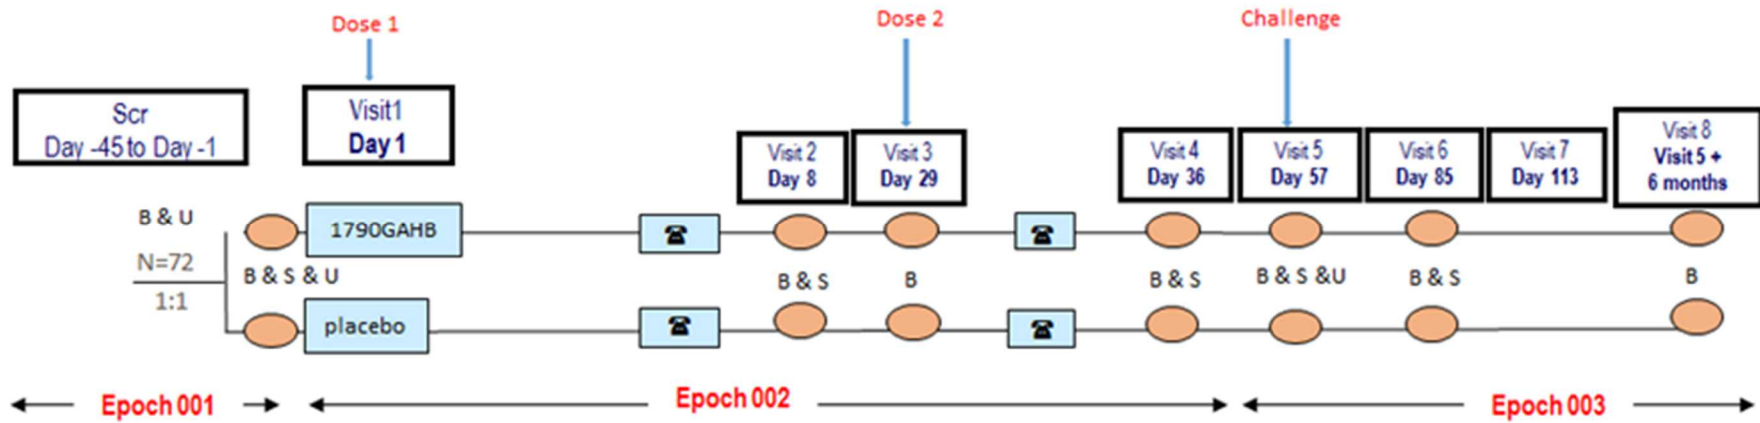 Dose 1
Dose 2
Challenge
Scr
Day -45 to Day -1
Visit1
Day 1
Visit 2
Day 8
Visit 3
Day 29
Visit 4
Day 36
Visit 5
Day 57
Visit 6
Day 85
Visit 7
Day 113
Visit 8
Visit 5 +
6 months
B & U
1790GAHB
N=72
1:1
B & S & U
B & S
B
B & S
B & S &U
B & S
B
placebo
Epoch 001
Epoch 002
Epoch 003